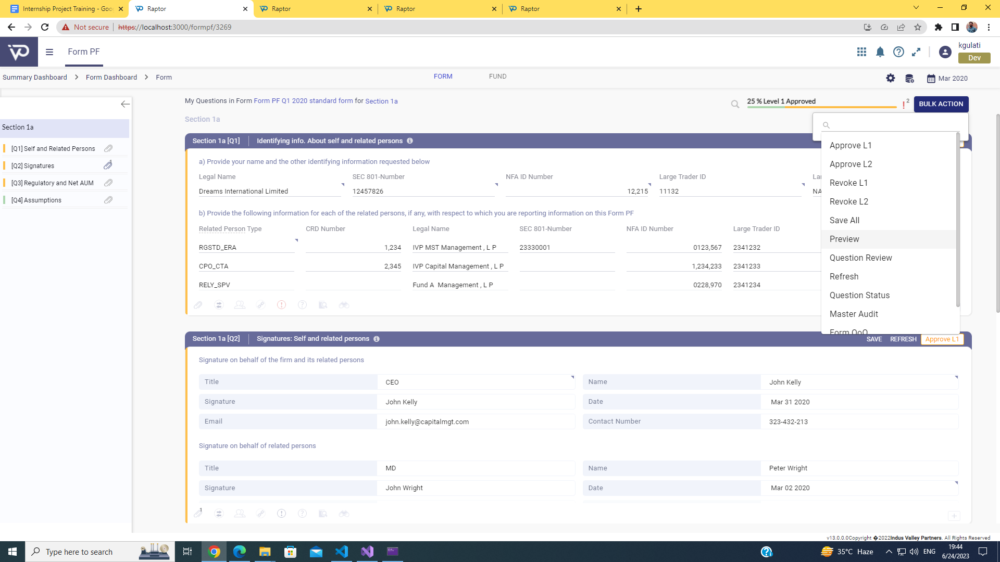 Internship Project Training - Goo
Raptor
Raptor
Raptor
Raptor
Not secure
https://localhost:3000/formpf/3269
Form PF
kgulati
Dev
Summary Dashboard > Form Dashboard > Form
FORM
FUND
Mar 2020
My Questions in Form Form PF Q1 2020 standard form for Section 1a
25 % Level 1 Approved
! 2
BULK ACTION
Section 1a
Section 1a
[Q1] Self and Related Persons
[Q2] Signatures
1
[Q3] Regulatory and Net AUM
[Q4] Assumptions
Section 1a [Q1]
Identifying info. About self and related persons
a) Provide your name and the other identifying information requested below
Legal Name
SEC 801-Number
NFA ID Number
Large Trader ID
Lar
Dreams International Limited
12457826
12,215
11132
NA
b) Provide the following information for each of the related persons, if any, with respect to which you are reporting information on this Form PF
Related Person Type
CRD Number
Legal Name
SEC 801-Number
NFA ID Number
Large Trader ID
RGSTD_ERA
1,234
IVP MST Management , L P
23330001
0123,567
2341232
CPO_CTA
2,345
IVP Capital Management , L P
1,234,233
2341233
RELY_SPV
Fund A  Management , L P
0228,970
2341234
Approve L1
Approve L2
Revoke L1
Revoke L2
Save All
Preview
Question Review
Refresh
Question Status
Master Audit
Form QoQ
Section 1a [Q2]
Signatures: Self and related persons
SAVE
REFRESH
Approve L1
Signature on behalf of the firm and its related persons
Title
CEO
Name
John Kelly
Signature
John Kelly
Date
Mar 31 2020
Email
john.kelly@capitalmgt.com
Contact Number
323-432-213
Signature on behalf of related persons
Title
MD
Name
Peter Wright
Signature
John Wright
Date
Mar 02 2020
1
v13.0.0.0Copyright �2022Indus Valley Partners. All Rights Reserved
Type here to search
35°C Haze
ENG
19:44
6/24/2023